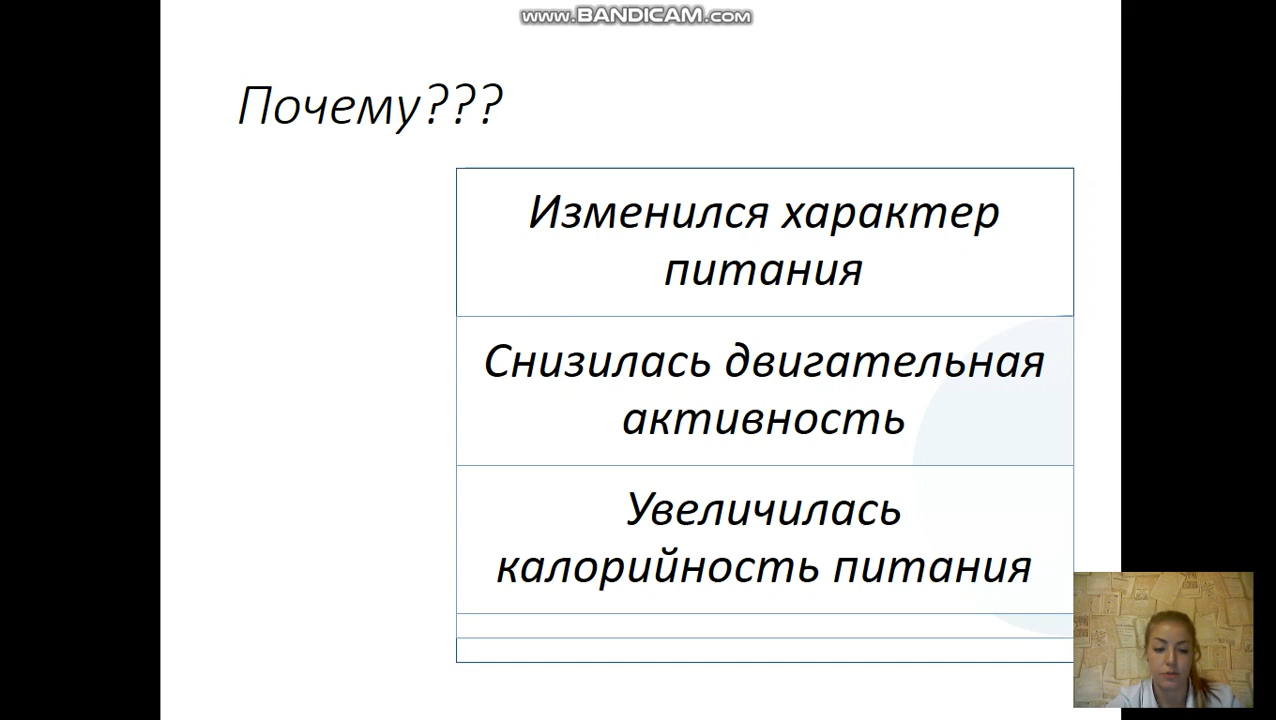 www.BANDICAM.com
Почему???
Изменился характер
питания
Снизилась двигательная
активность
Увеличилась
калорийность питания